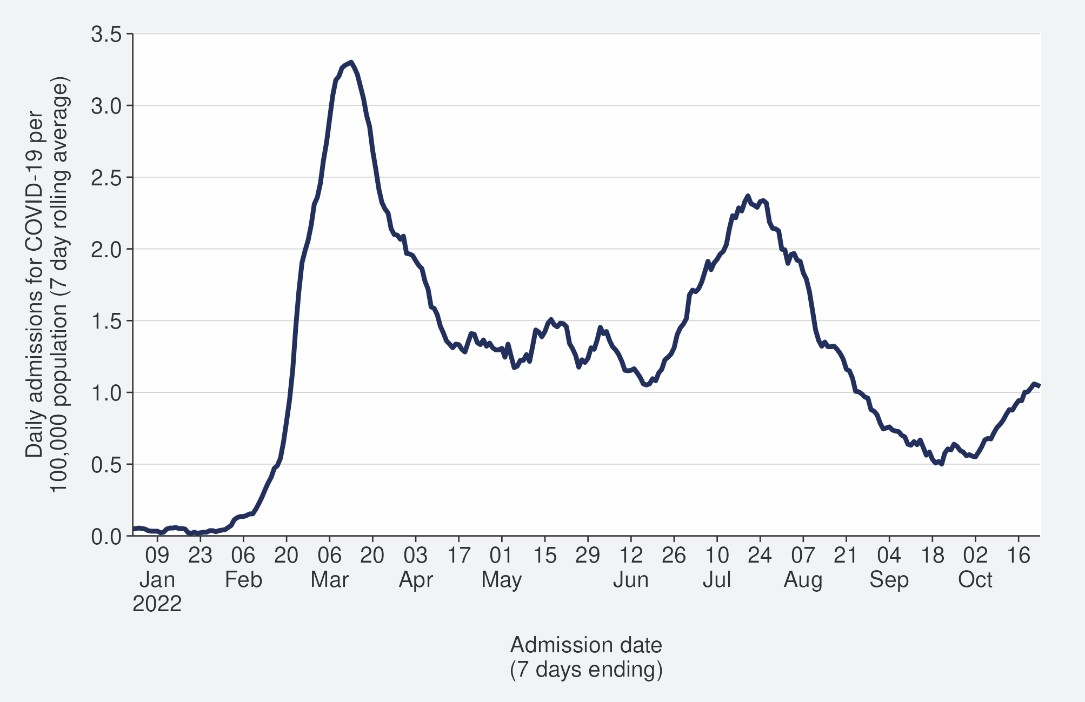 Daily admissions for COVID-19 per
100,000 population (7 day rolling average)
3.5
3.0
2.5
2.0
1.5
1.0
0.5
0.0
09 23 06 20 06 20 03 17 01 15 29 12 26 10 24 07 21 04 18 02 16
Jan Feb Mar Apr May Jun Jul Aug Sep Oct
2022
Admission date
(7 days ending)